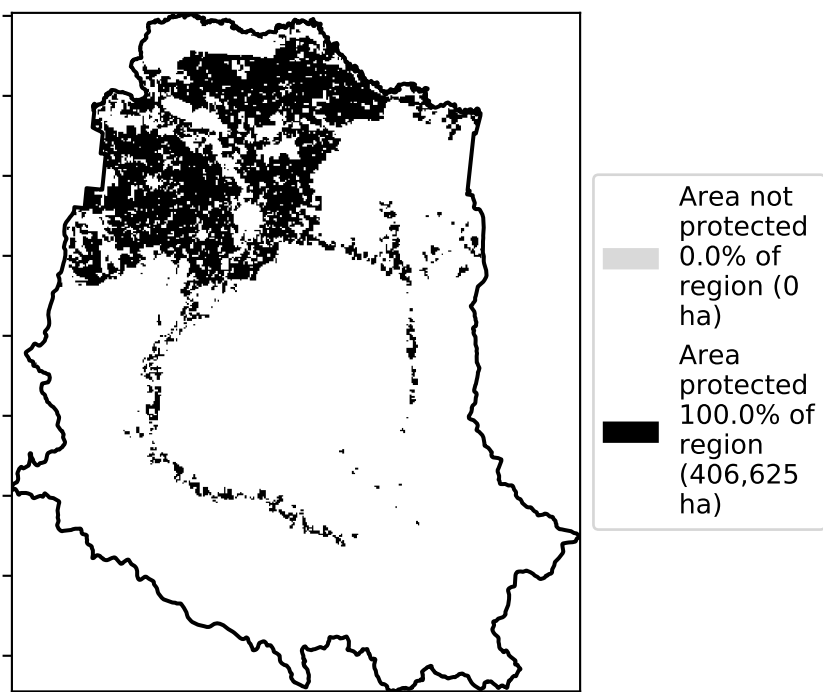 Area not
protected
0.0% of
region (0
ha)
Area
protected
100.0% of
region
(406,625
ha)